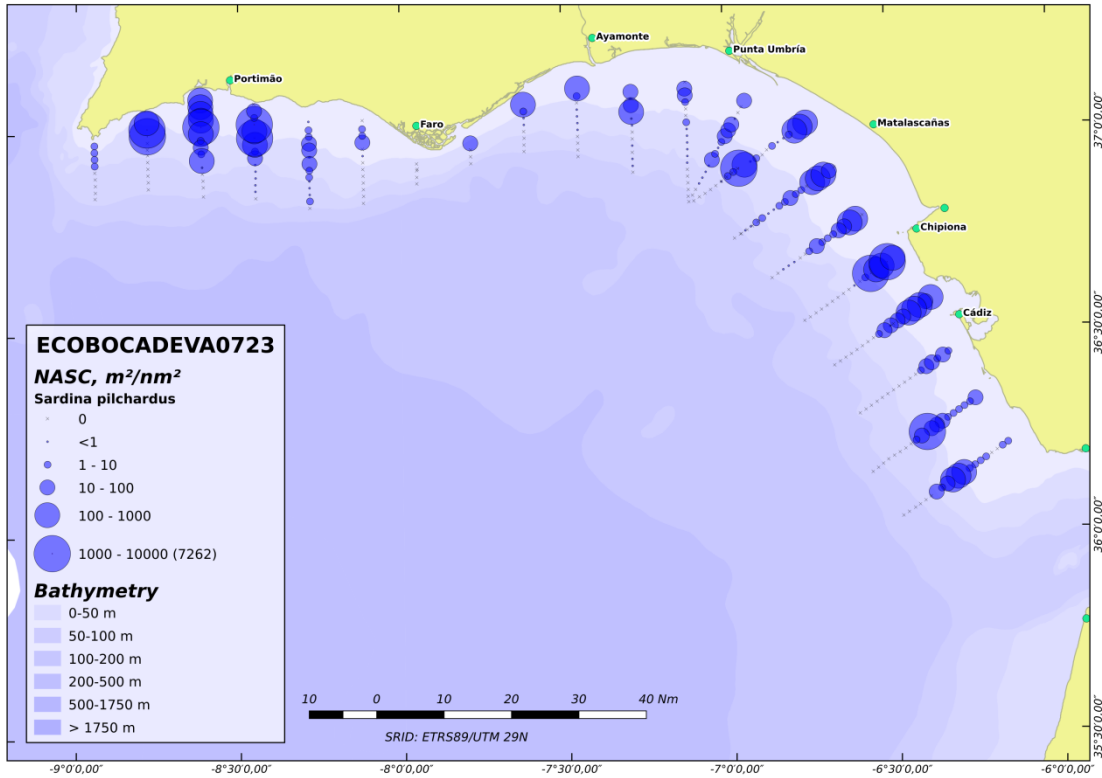 Ayamonte
Punta Umbría
Portimão
Faro
Matalascañas
Chipiona
Cádiz
37°0'0,00"
36°30'0,00"
36°0'0,00"
35°30'0,00"
ECOBOCADEVA0723
NASC, m²/nm²
Sardina pilchardus
0
<1
1 - 10
10 - 100
100 - 1000
1000 - 10000 (7262)
Bathymetry
0-50 m
50-100 m
100-200 m
200-500 m
500-1750 m
> 1750 m
10 0 10 20 30 40 Nm
SRID: ETRS89/UTM 29N
-9°0'0,00" -8°30'0,00" -8°0'0,00" -7°30'0,00" -7°0'0,00" -6°30'0,00" -6°0'0,00"